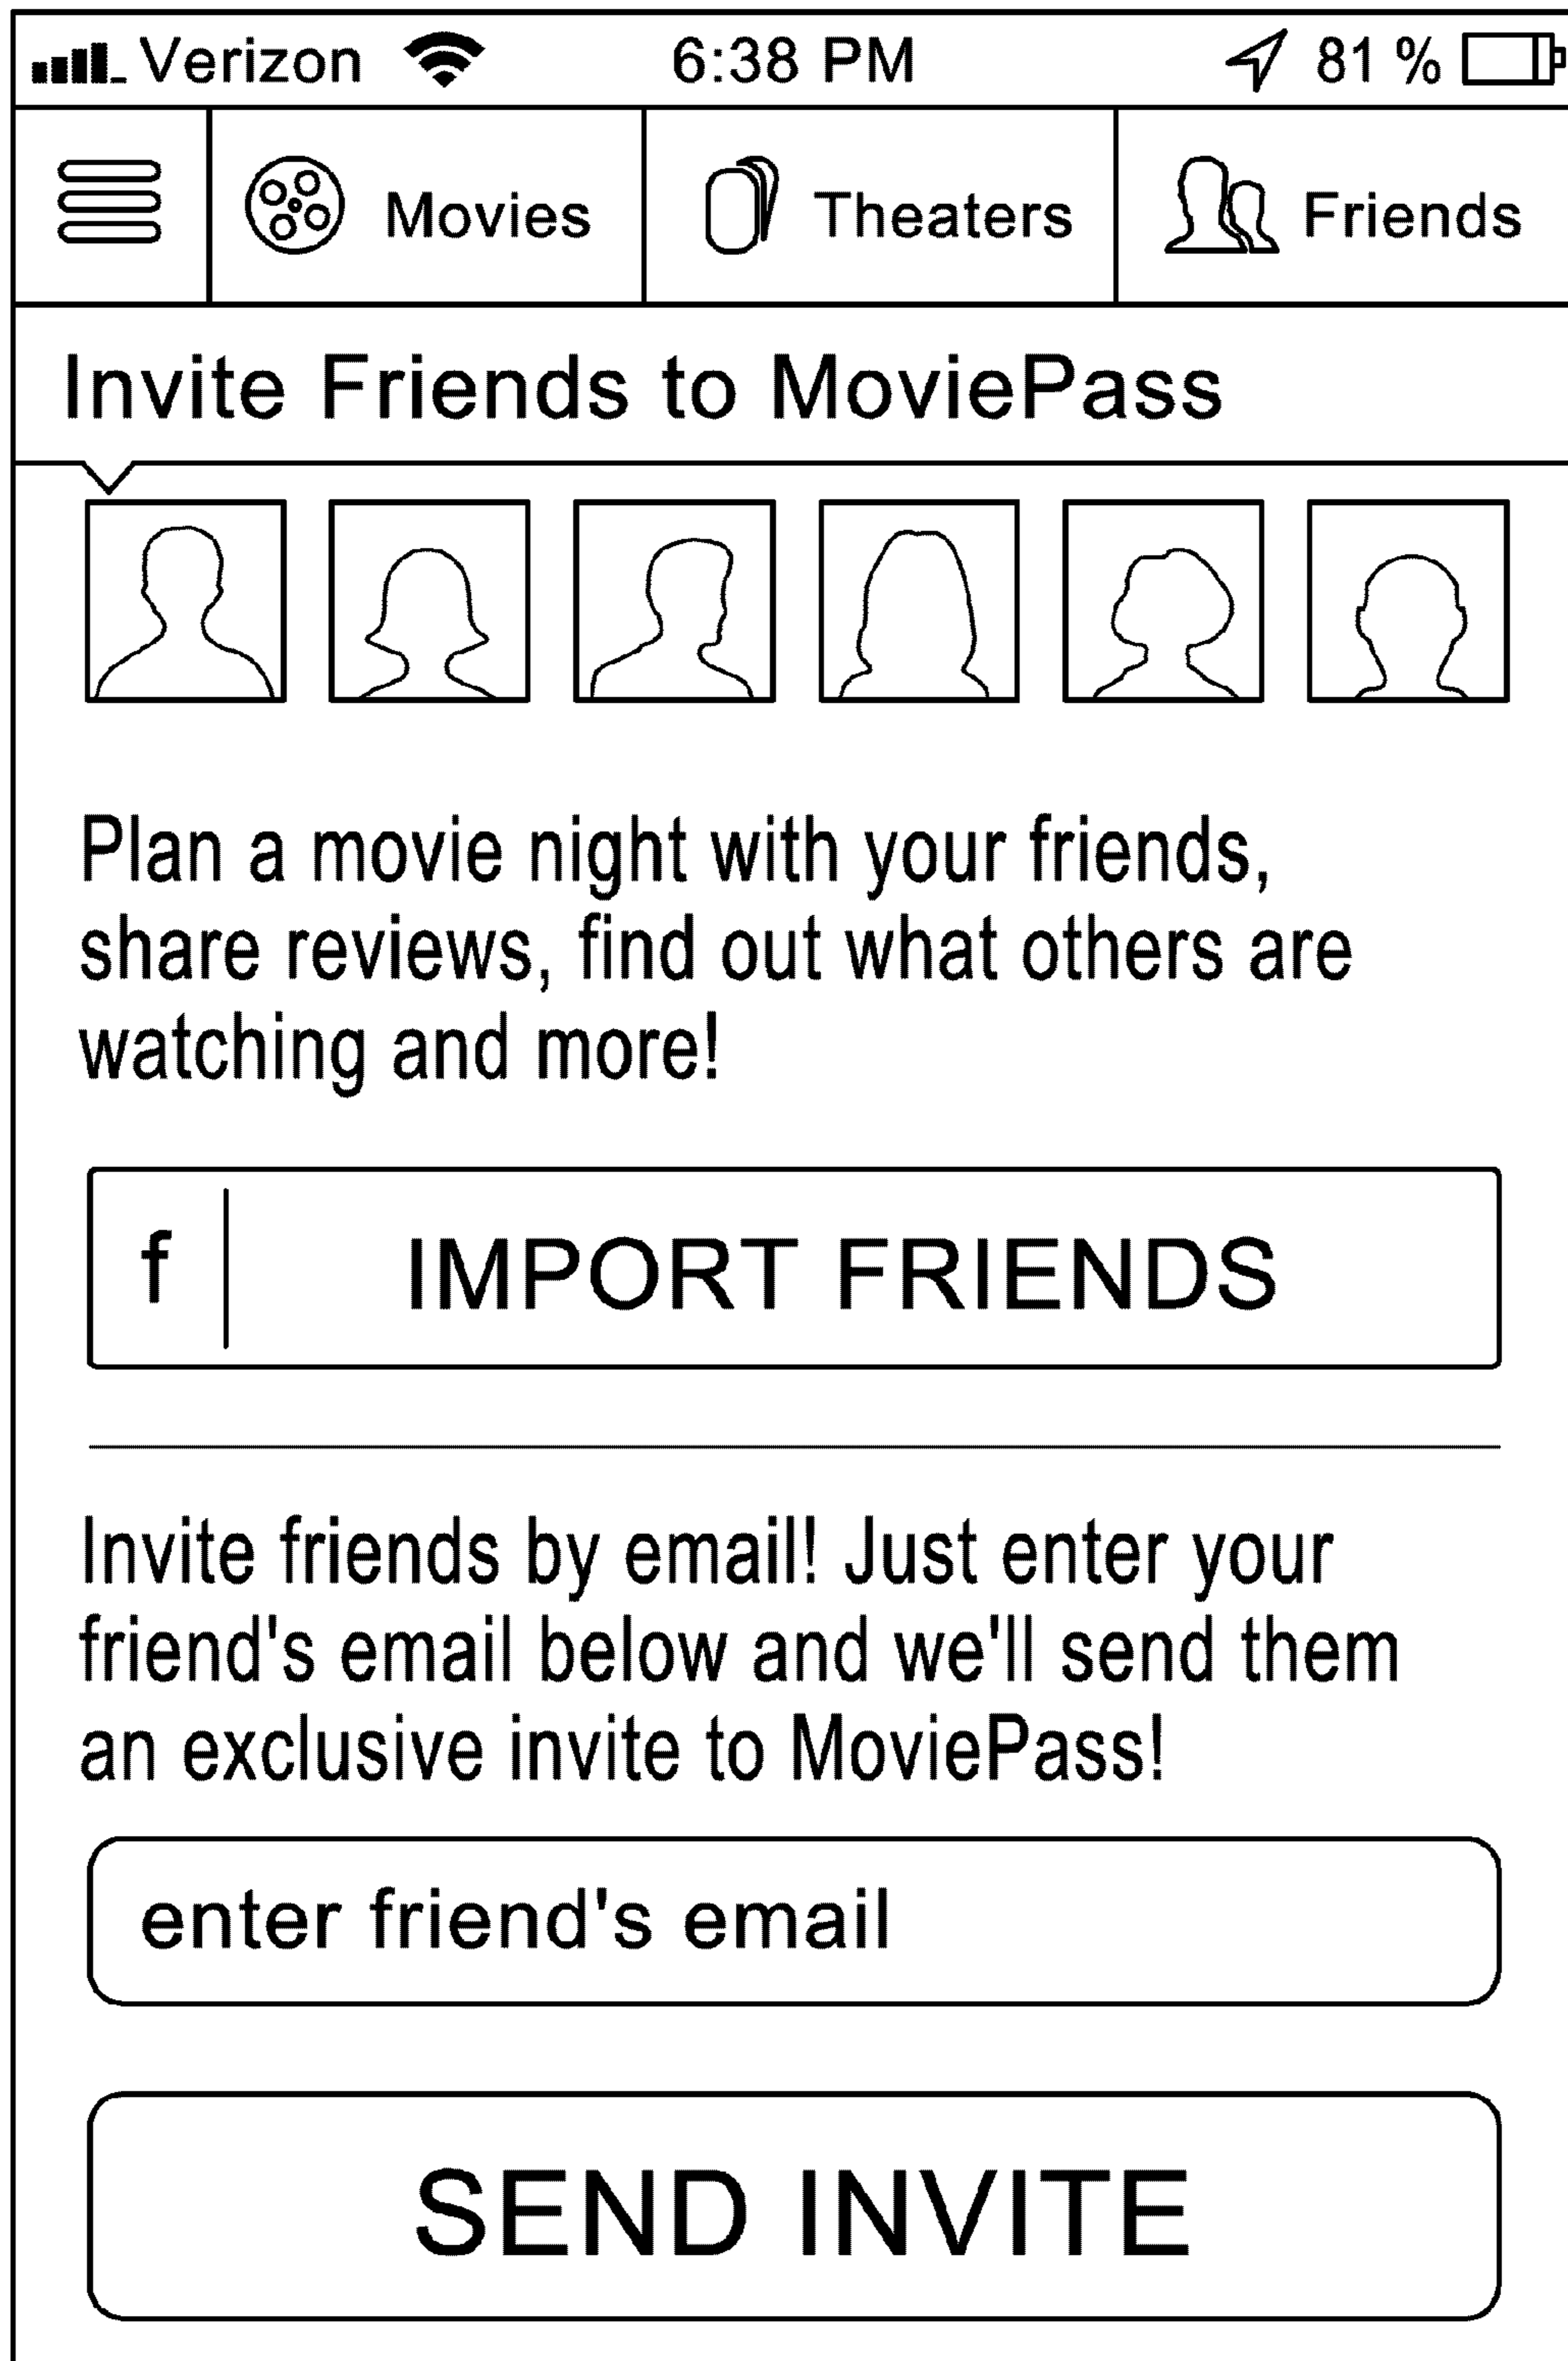 Verizon 6:38 PM 81 %
Movies Theaters Friends
Invite Friends to MoviePass
Plan a movie night with your friends,
share reviews, find out what others are
watching and more!
f IMPORT FRIENDS
Invite friends by email! Just enter your
friend's email below and we'll send them
an exclusive invite to MoviePass!
enter friend's email
SEND INVITE